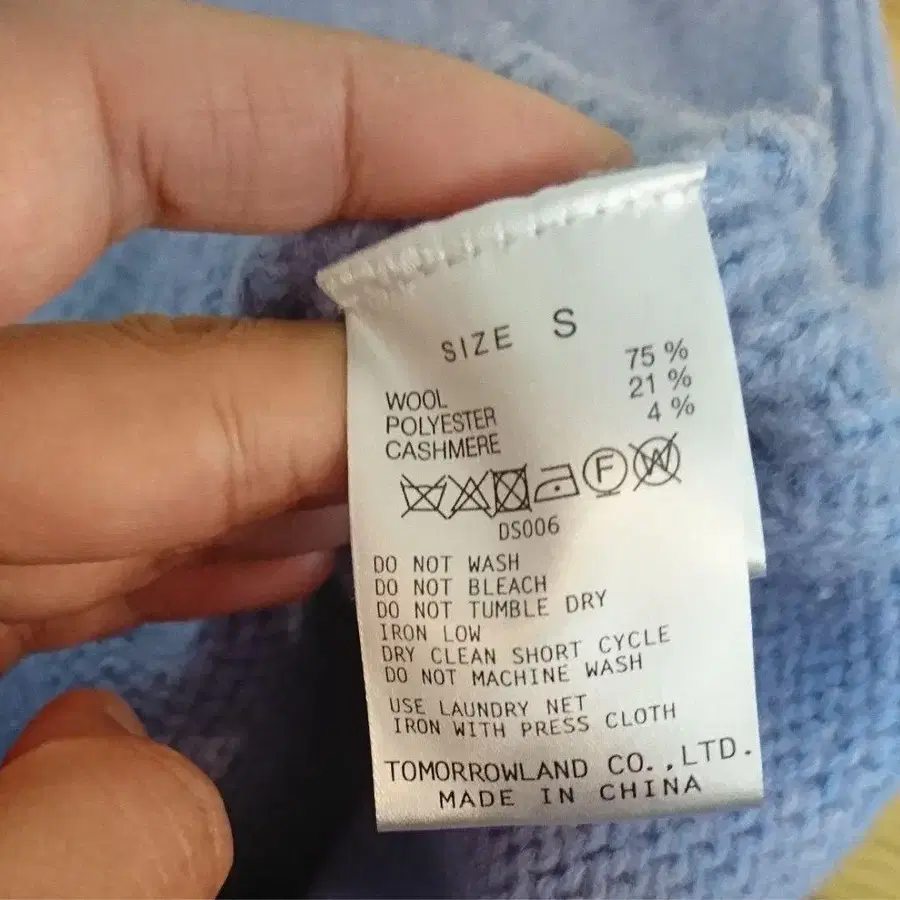 SIZE S
WOOL 75 %
POLYESTER 21 %
CASHMERE 4 %
F W
DS006
DO NOT WASH
DO NOT BLEACH
DO NOT TUMBLE DRY
IRON LOW
DRY CLEAN SHORT CYCLE
DO NOT MACHINE WASH
USE LAUNDRY NET
IRON WITH PRESS CLOTH
TOMORROWLAND CO.,LTD.
MADE IN CHINA